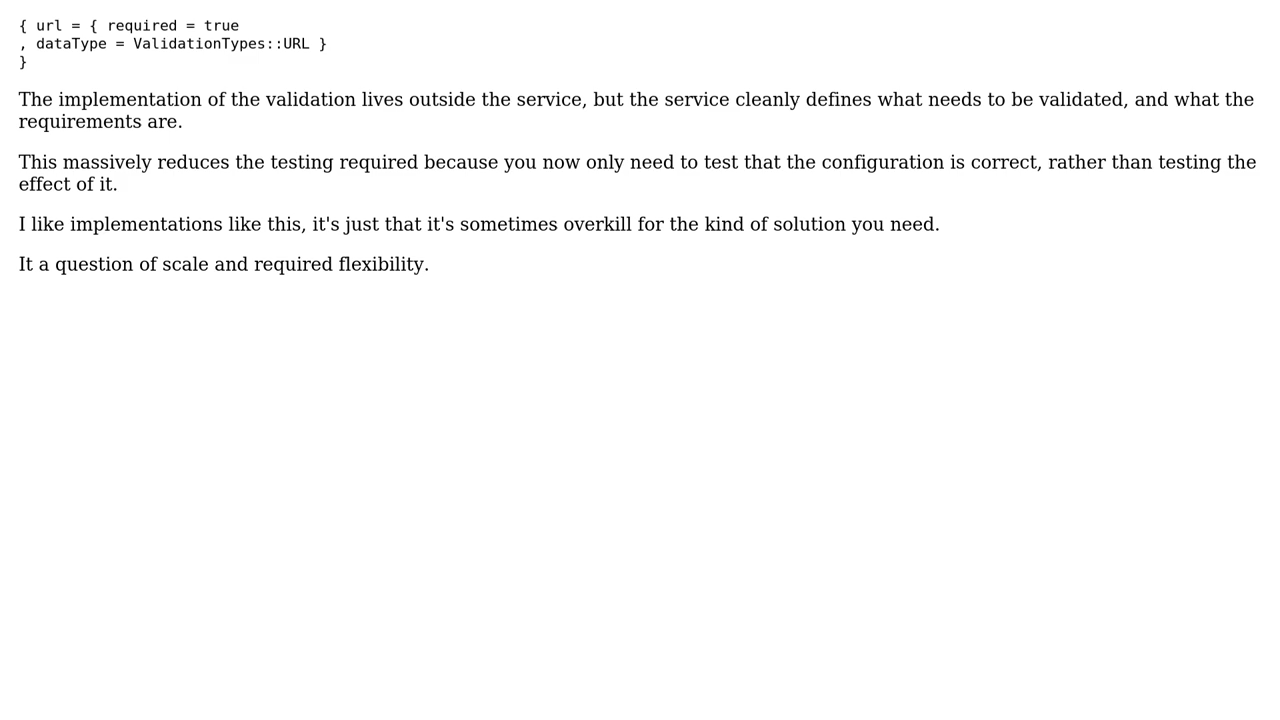 { url = { required = true
, dataType = ValidationTypes::URL }
}
The implementation of the validation lives outside the service, but the service cleanly defines what needs to be validated, and what the
requirements are.
This massively reduces the testing required because you now only need to test that the configuration is correct, rather than testing the
effect of it.
I like implementations like this, it's just that it's sometimes overkill for the kind of solution you need.
It a question of scale and required flexibility.